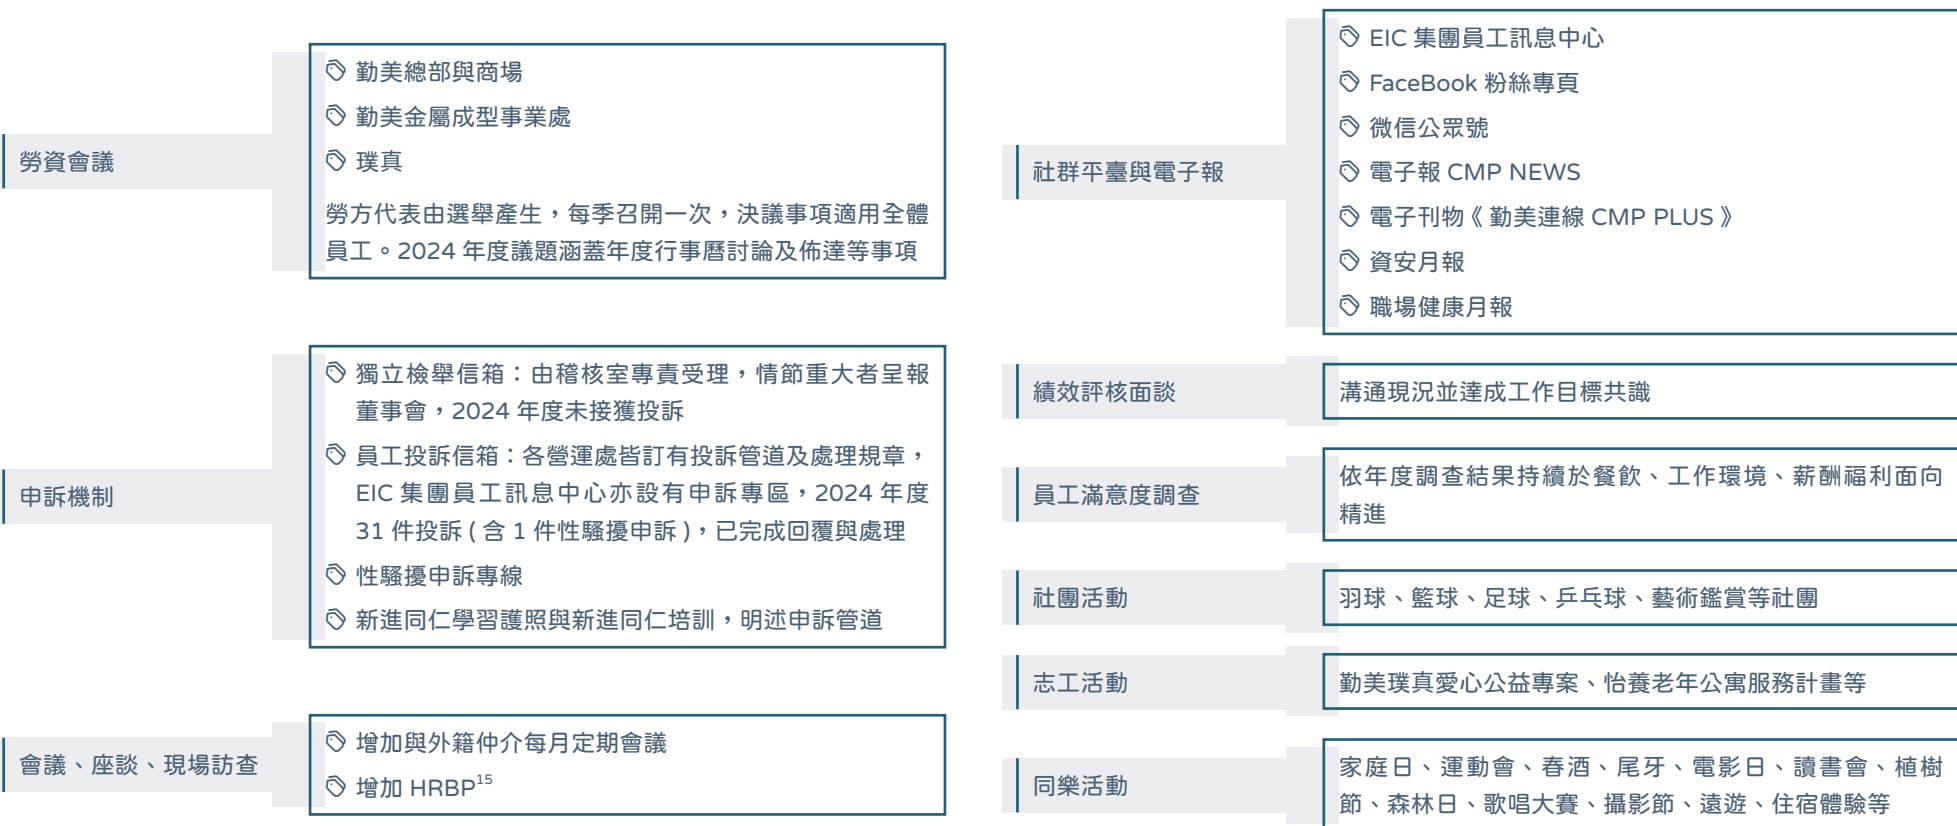 勞資會議
勤美總部與商場
勤美金屬成型事業處
璞真
勞方代表由選舉產生，每季召開一次，決議事項適用全體
員工。2024 年度議題涵蓋年度行事曆討論及佈達等事項
申訴機制
獨立檢舉信箱：由稽核室專責受理，情節重大者呈報
董事會，2024 年度未接獲投訴
員工投訴信箱：各營運處皆訂有投訴管道及處理規章，
EIC 集團員工訊息中心亦設有申訴專區，2024 年度
31 件投訴 ( 含 1 件性騷擾申訴 )，已完成回覆與處理
性騷擾申訴專線
新進同仁學習護照與新進同仁培訓，明述申訴管道
會議、座談、現場訪查
增加與外籍仲介每月定期會議
增加 HRBP15
社群平臺與電子報
EIC 集團員工訊息中心
FaceBook 粉絲專頁
微信公眾號
電子報 CMP NEWS
電子刊物《 勤美連線 CMP PLUS 》
資安月報
職場健康月報
績效評核面談
溝通現況並達成工作目標共識
員工滿意度調查
依年度調查結果持續於餐飲、工作環境、薪酬福利面向
精進
社團活動
羽球、籃球、足球、乒乓球、藝術鑑賞等社團
志工活動
勤美璞真愛心公益專案、怡養老年公寓服務計畫等
同樂活動
家庭日、運動會、春酒、尾牙、電影日、讀書會、植樹
節、森林日、歌唱大賽、攝影節、遠遊、住宿體驗等